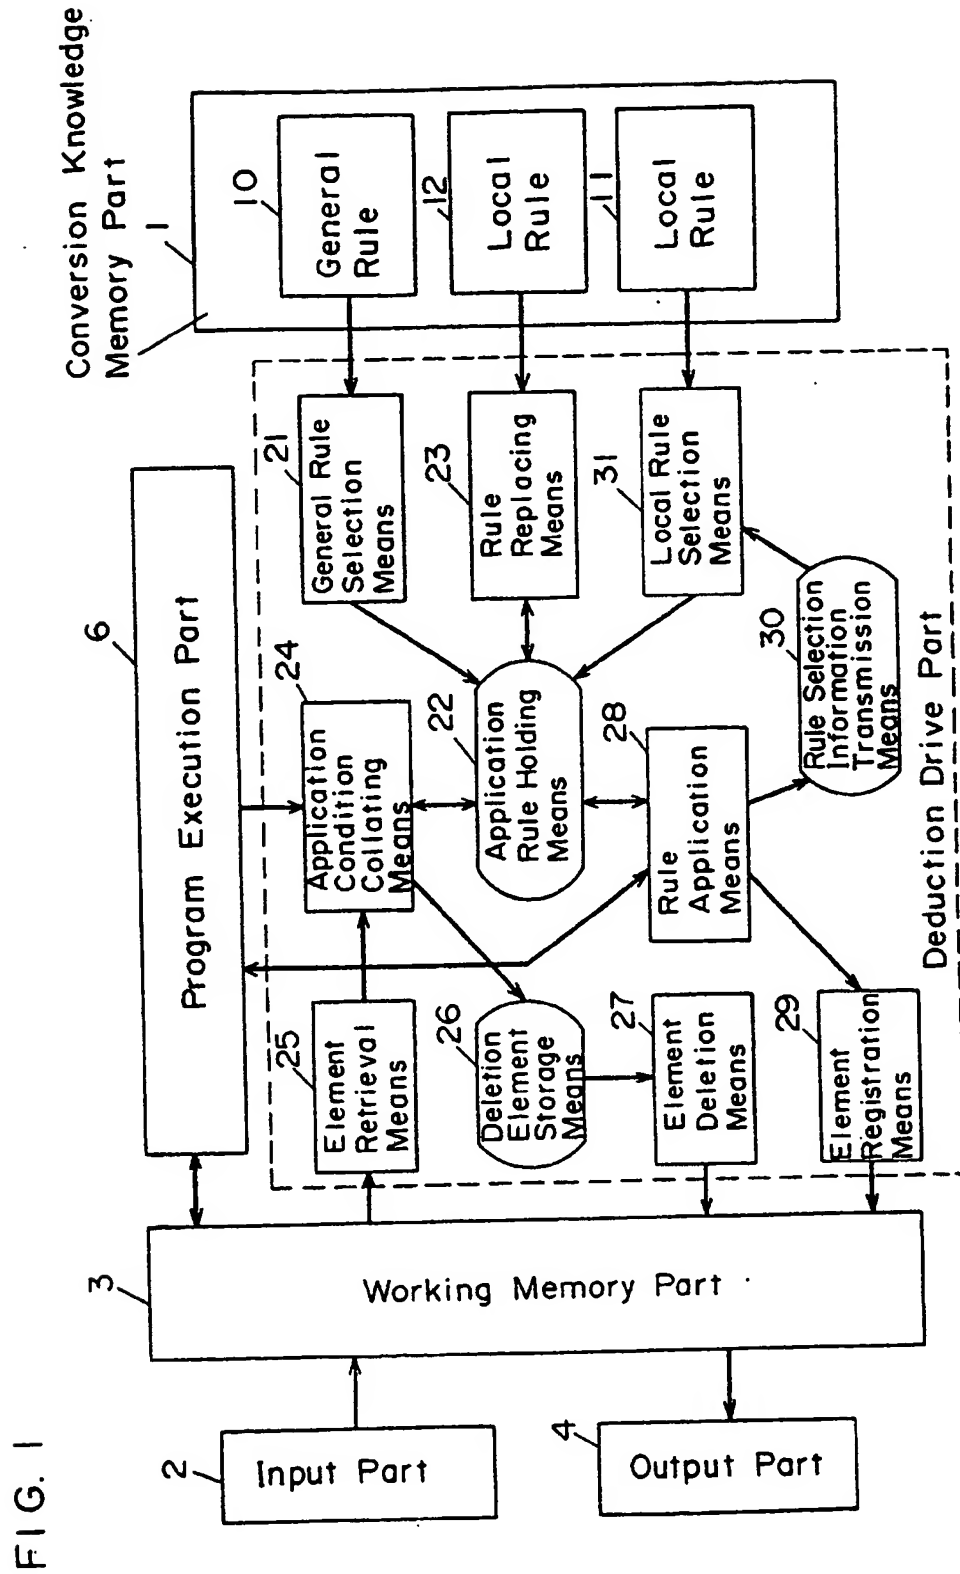 FIG. 1
Conversion Knowledge
Memory Part
1
6
Program Execution Part
3
Working Memory Part
2
Input Part
4
Output Part
10
General
Rule
12
Local
Rule
11
Local
Rule
21
General Rule
Selection
Means
23
Rule
Replacing
Means
31
Local Rule
Selection
Means
24
Application
Condition
Collating
Means
22
Application
Rule Holding
Means
28
Rule
Application
Means
30
Rule Selection
Information
Transmission
Means
25
Element
Retrieval
Means
26
Deletion
Element
Storage
Means
27
Element
Deletion
Means
29
Element
Registration
Means
Deduction Drive Part